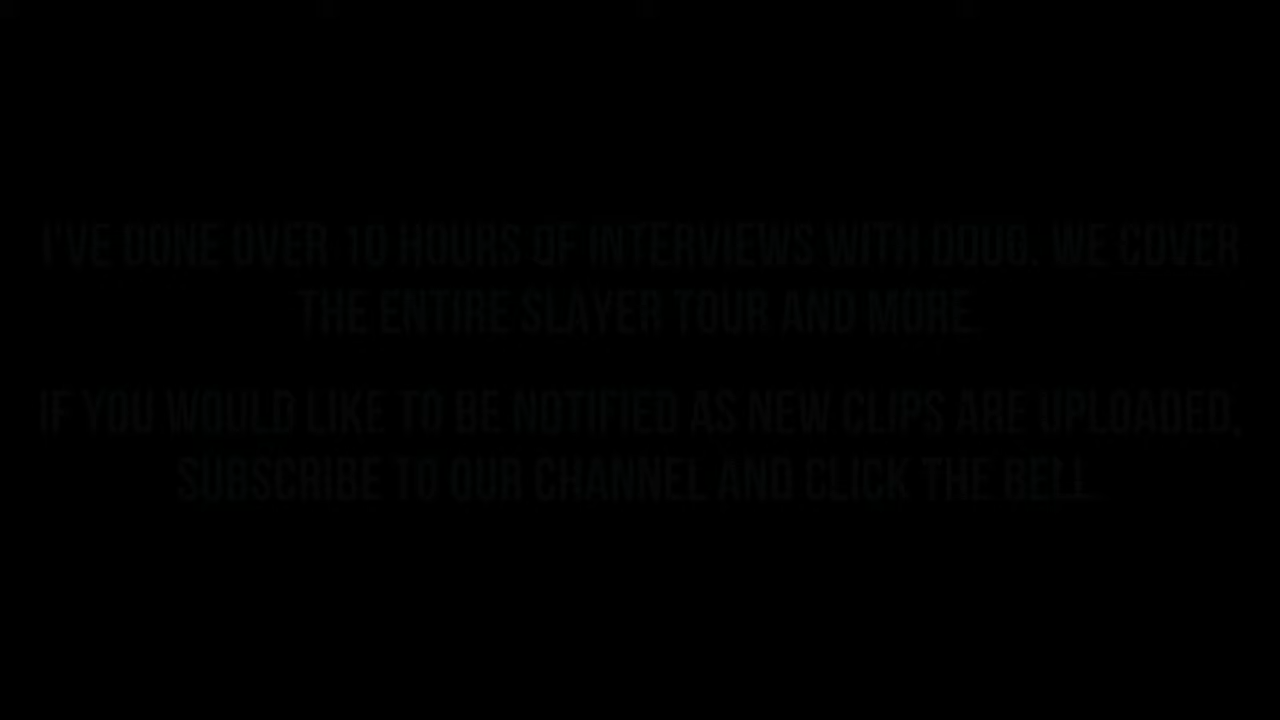 I'VE DONE OVER 10 HOURS OF INTERVIEWS WITH DOUG. WE COVER
THE ENTIRE SLAYER TOUR AND MORE.
IF YOU WOULD LIKE TO BE NOTIFIED AS NEW CLIPS ARE UPLOADED,
SUBSCRIBE TO OUR CHANNEL AND CLICK THE BELL.